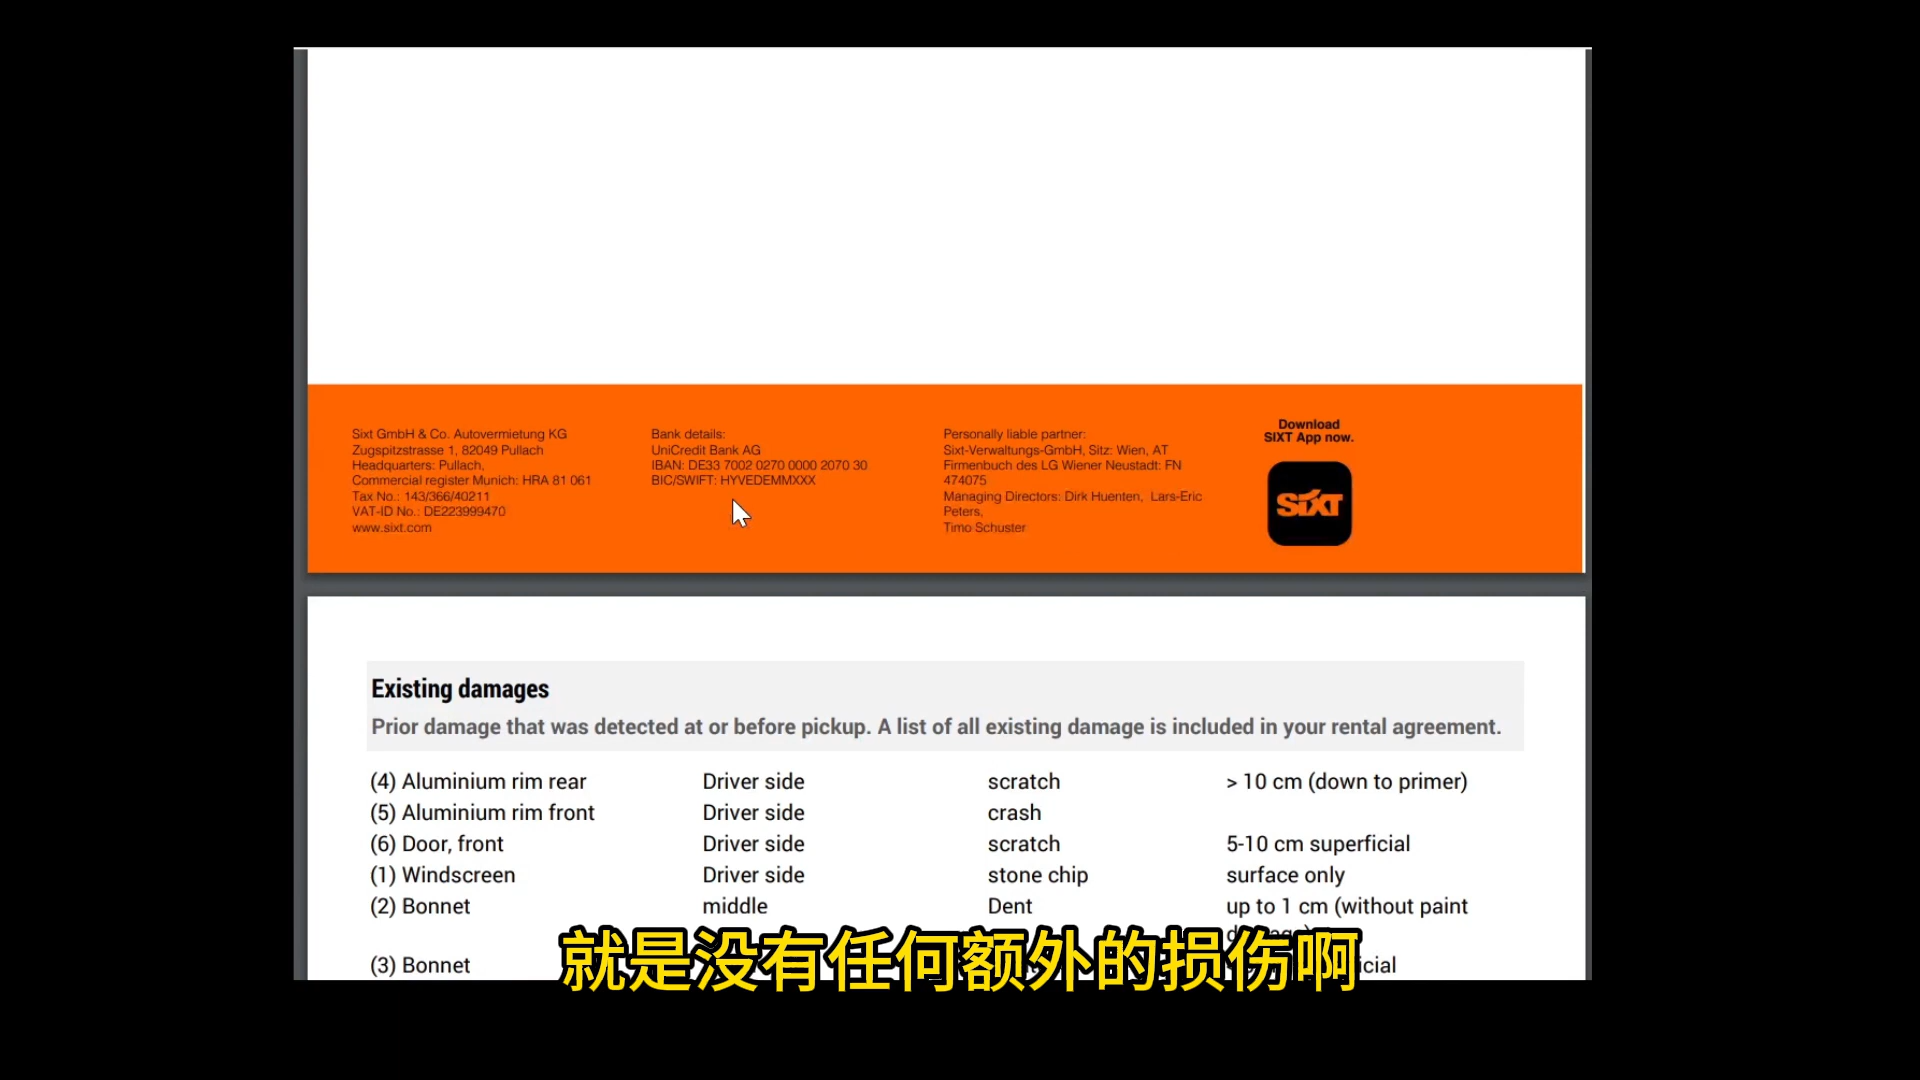 Sixt GmbH & Co. Autovermietung KG
Zugspitzstrasse 1, 82049 Pullach
Headquarters: Pullach,
Commercial register Munich: HRA 81 061
Tax No.: 143/366/40211
VAT-ID No.: DE223999470
www.sixt.com
Bank details:
UniCredit Bank AG
IBAN: DE33 7002 0270 0000 2070 30
BIC/SWIFT: HYVEDEMMXXX
Personally liable partner:
Sixt-Verwaltungs-GmbH, Sitz: Wien, AT
Firmenbuch des LG Wiener Neustadt: FN
474075
Managing Directors: Dirk Huenten, Lars-Eric
Peters,
Timo Schuster
Download
SIXT App now.
SIXT
Existing damages
Prior damage that was detected at or before pickup. A list of all existing damage is included in your rental agreement.
(4) Aluminium rim rear Driver side scratch > 10 cm (down to primer)
(5) Aluminium rim front Driver side crash
(6) Door, front Driver side scratch 5-10 cm superficial
(1) Windscreen Driver side stone chip surface only
(2) Bonnet middle Dent up to 1 cm (without paint
(3) Bonnet
就是没有任何额外的损伤啊